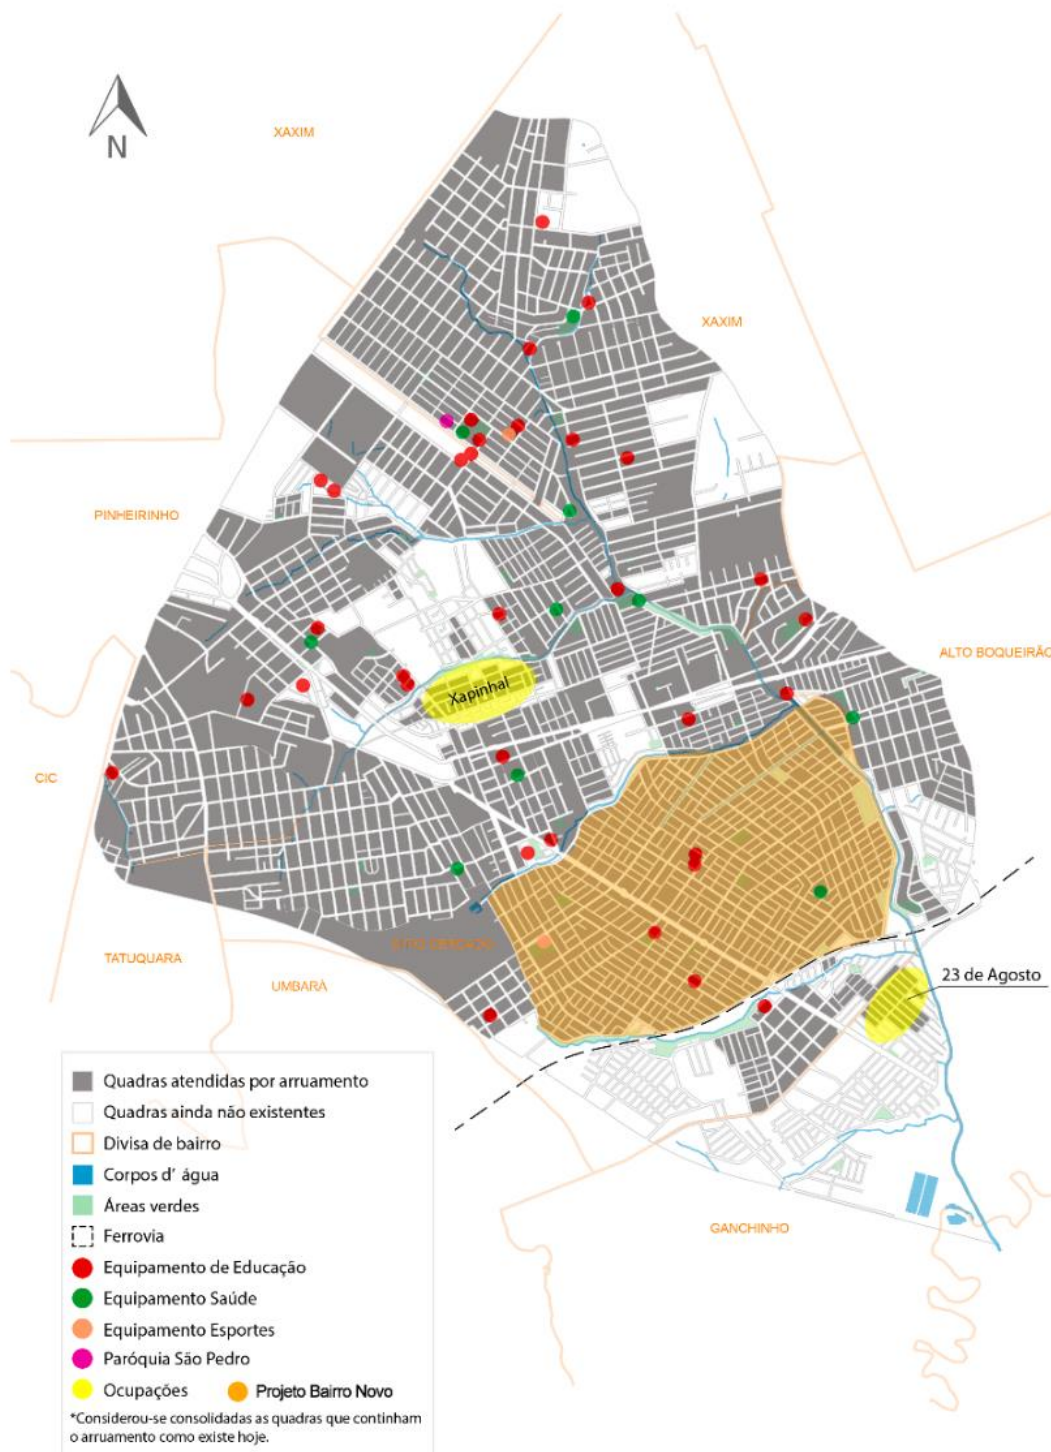 N
XAXIM
XAXIM
PINHEIRINHO
ALTO BOQUEIRÃO
Xapinhal
CIC
TATUQUARA
UMBARÁ
23 de Agosto
GANCHINHO
Quadras atendidas por arruamento
Quadras ainda não existentes
Divisa de bairro
Corpos d' água
Áreas verdes
Ferrovia
Equipamento de Educação
Equipamento Saúde
Equipamento Esportes
Paróquia São Pedro
Ocupações Projeto Bairro Novo
*Considerou-se consolidadas as quadras que continham
o arruamento como existe hoje.